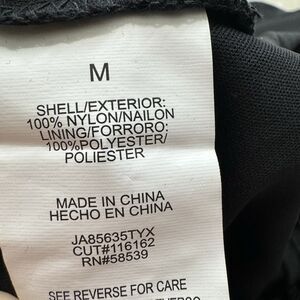 M
SHELL/EXTERIOR:
100% NYLON/NAILON
LINING/FORRORO:
100%POLYESTER/
POLIESTER
MADE IN CHINA
HECHO EN CHINA
JA85635TYX
CUT#116162
RN#58539
SEE REVERSE FOR CARE